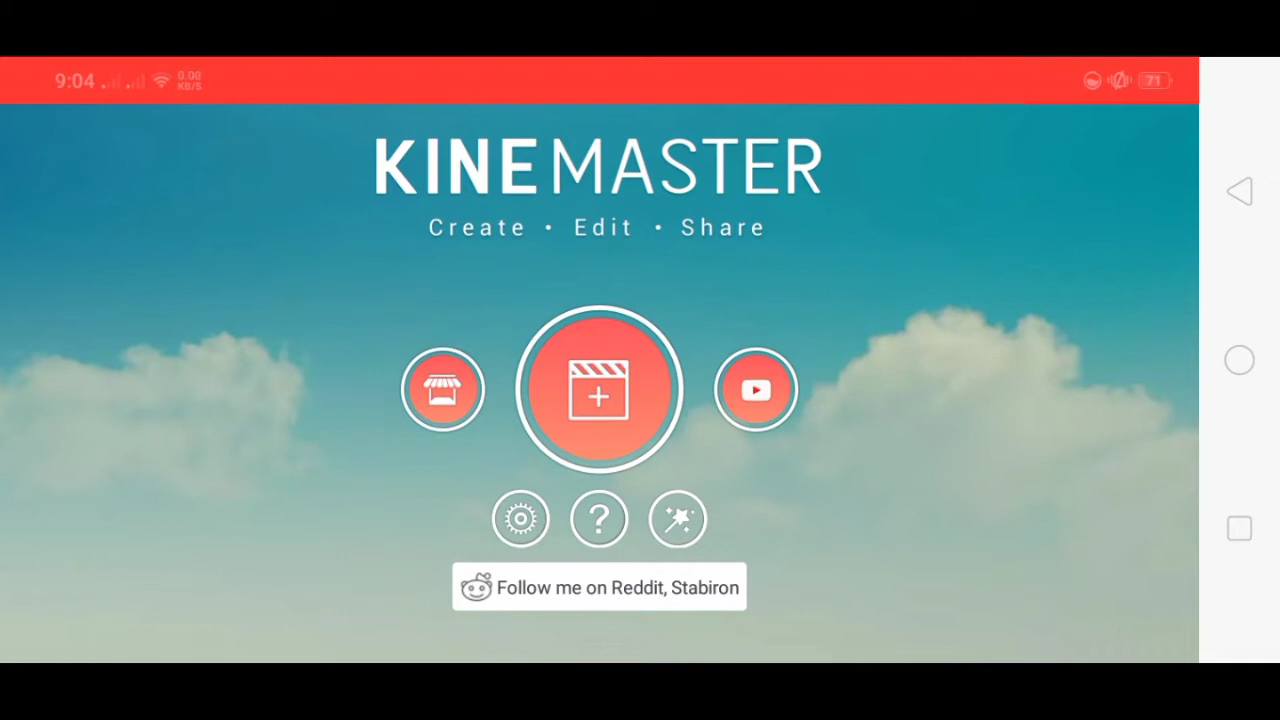 9:04 0.00 KB/S 71
KINEMASTER
Create • Edit • Share
?
Follow me on Reddit, Stabiron